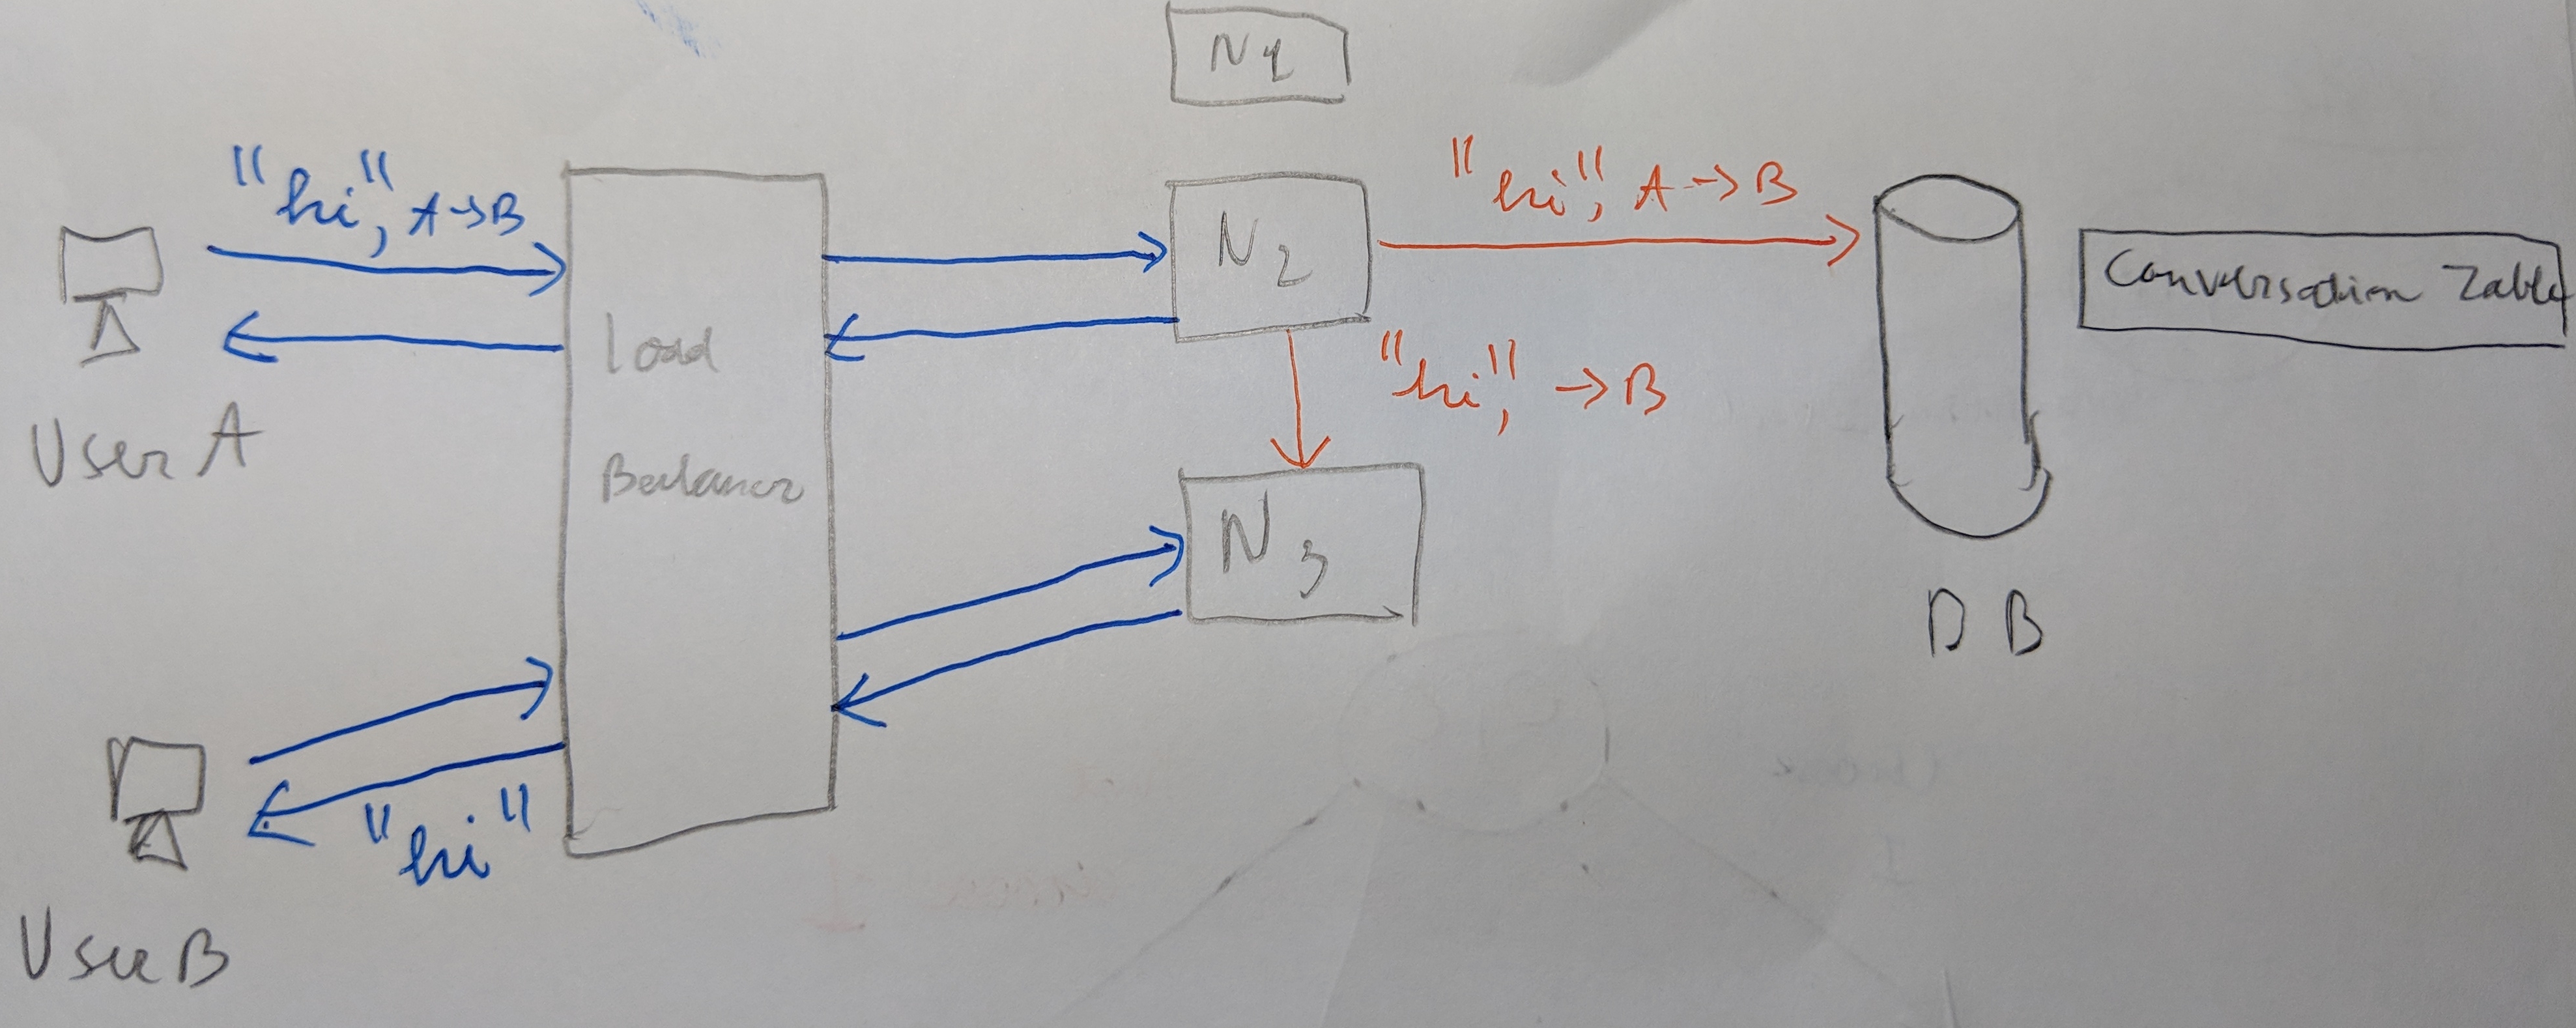 N1
"hi", A->B
"hi", A->B
N2
Conversation Table
Load
Balancer
"hi", ->B
User A
N3
DB
"hi"
User B